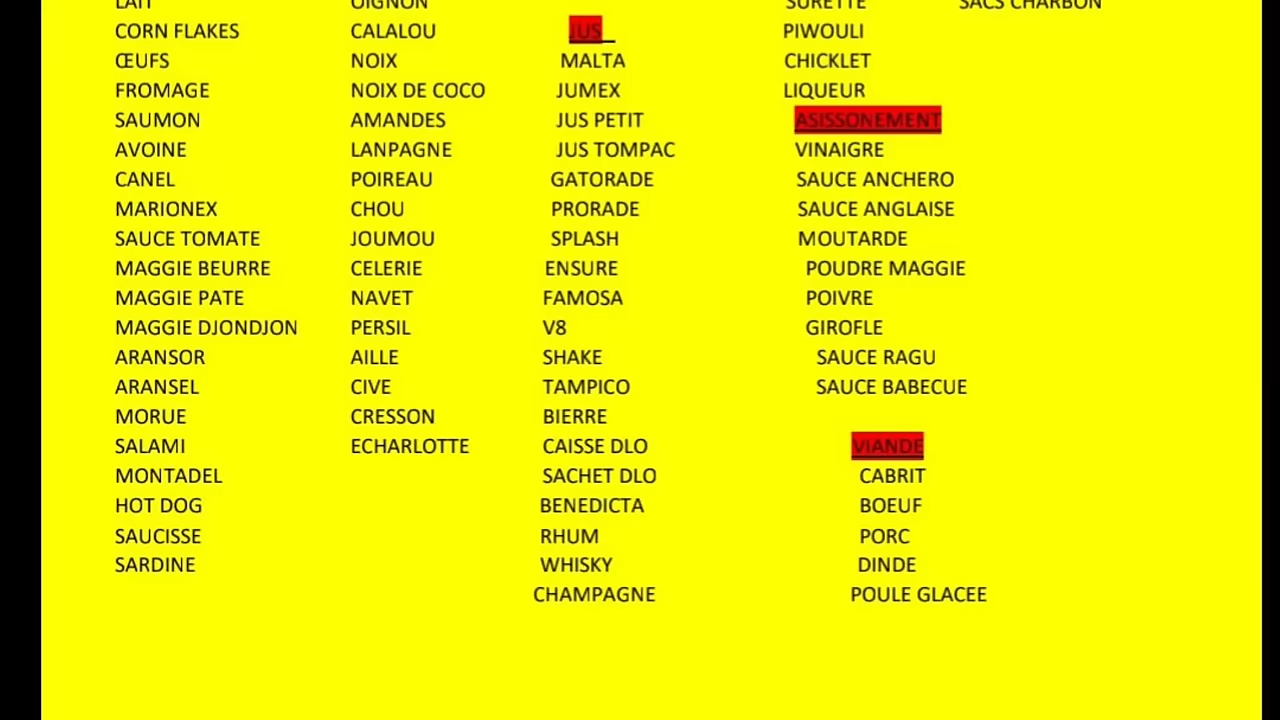 LAIT OIGNON SURETTE SACS CHARBON
CORN FLAKES CALALOU JUS PIWOULI
ŒUFS NOIX MALTA CHICKLET
FROMAGE NOIX DE COCO JUMEX LIQUEUR
SAUMON AMANDES JUS PETIT ASISSONEMENT
AVOINE LANPAGNE JUS TOMPAC VINAIGRE
CANEL POIREAU GATORADE SAUCE ANCHERO
MARIONEX CHOU PRORADE SAUCE ANGLAISE
SAUCE TOMATE JOUMOU SPLASH MOUTARDE
MAGGIE BEURRE CELERIE ENSURE POUDRE MAGGIE
MAGGIE PATE NAVET FAMOSA POIVRE
MAGGIE DJONDJON PERSIL V8 GIROFLE
ARANSOR AILLE SHAKE SAUCE RAGU
ARANSEL CIVE TAMPICO SAUCE BABECUE
MORUE CRESSON BIERRE
SALAMI ECHARLOTTE CAISSE DLO VIANDE
MONTADEL SACHET DLO CABRIT
HOT DOG BENEDICTA BOEUF
SAUCISSE RHUM PORC
SARDINE WHISKY DINDE
CHAMPAGNE POULE GLACEE